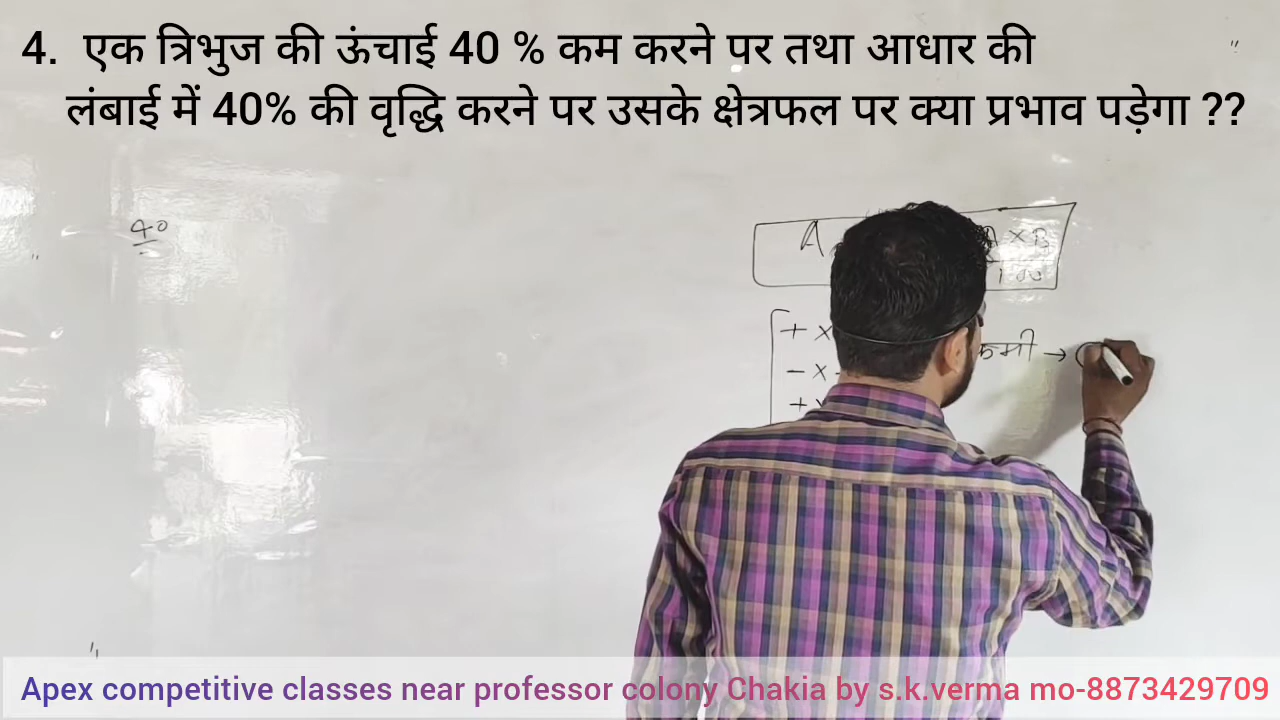 4. एक त्रिभुज की ऊंचाई 40 % कम करने पर तथा आधार की
लंबाई में 40% की वृद्धि करने पर उसके क्षेत्रफल पर क्या प्रभाव पड़ेगा ??
40
A
A × B
100
+ ×
कमी →
- × -
+ ×
Apex competitive classes near professor colony Chakia by s.k.verma mo-8873429709